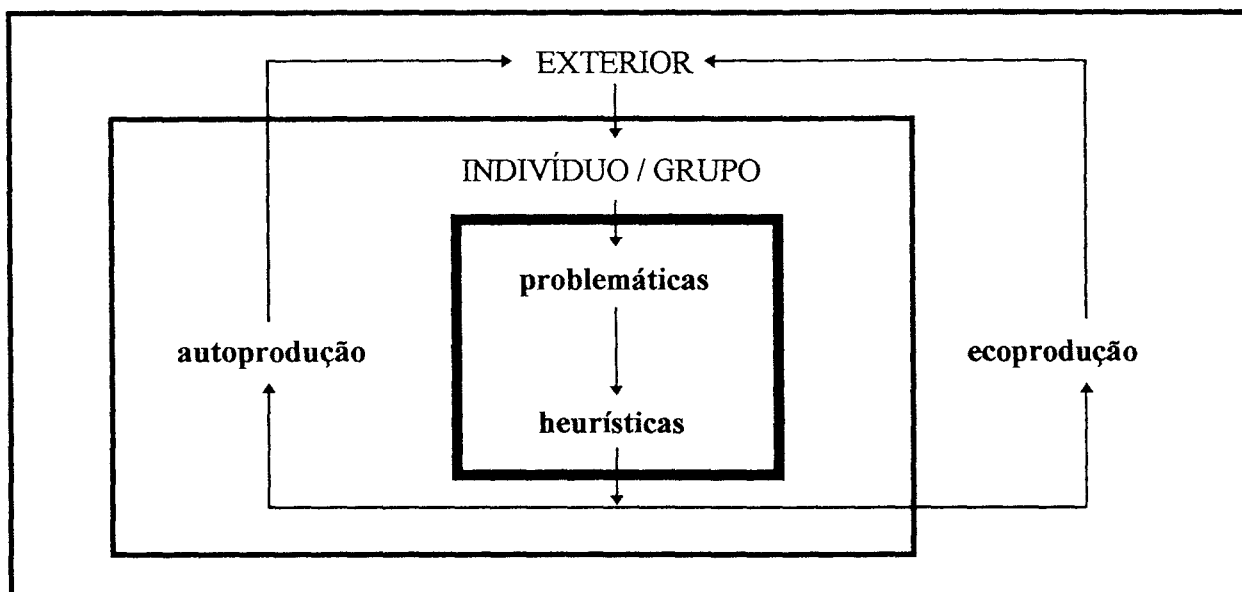 EXTERIOR
INDIVÍDUO / GRUPO
problemáticas
autoprodução
ecoprodução
heurísticas